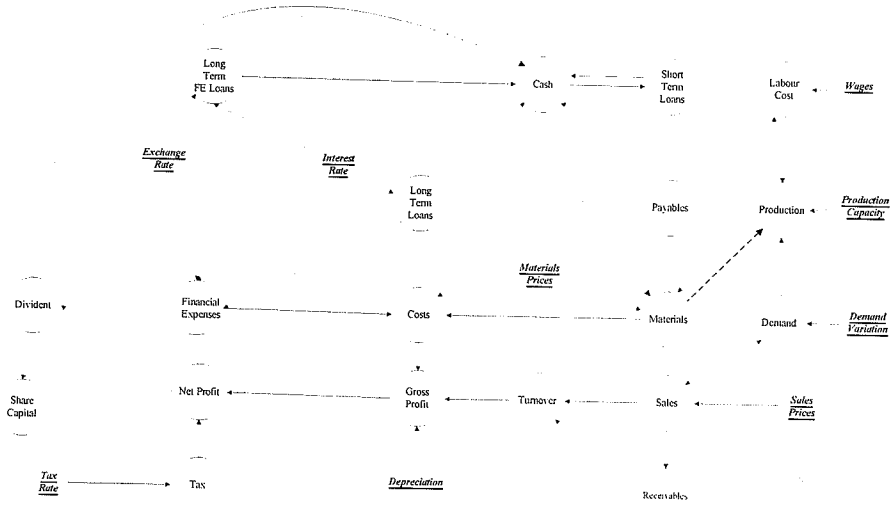 Long
Term
FE Loans
Cash
Short
Term
Loans
Labour
Cost
Wages
Exchange
Rate
Interest
Rate
Long
Term
Loans
Payables
Production
Production
Capacity
Materials
Prices
Divident
Financial
Expenses
Costs
Materials
Demand
Demand
Variation
Share
Capital
Net Profit
Gross
Profit
Turnover
Sales
Sales
Prices
Tax
Rate
Tax
Depreciation
Receivables